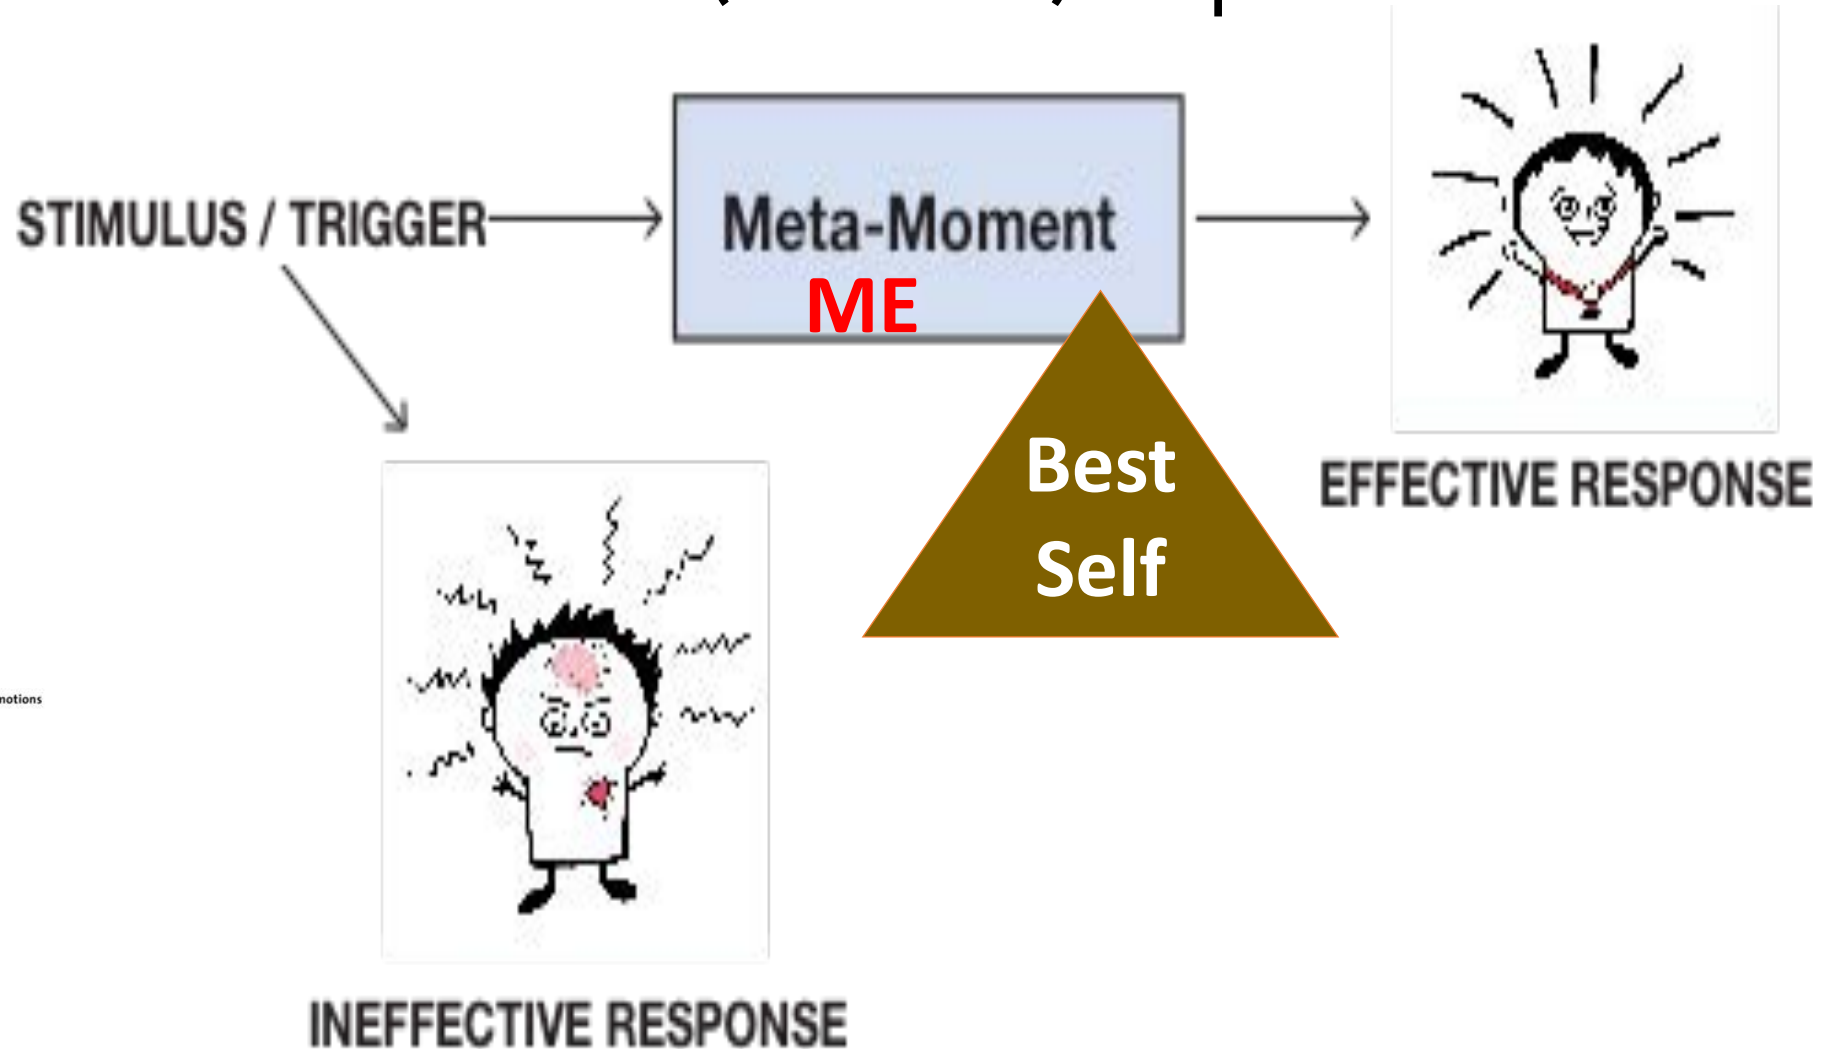 STIMULUS / TRIGGER
Meta-Moment
ME
Best
Self
EFFECTIVE RESPONSE
INEFFECTIVE RESPONSE